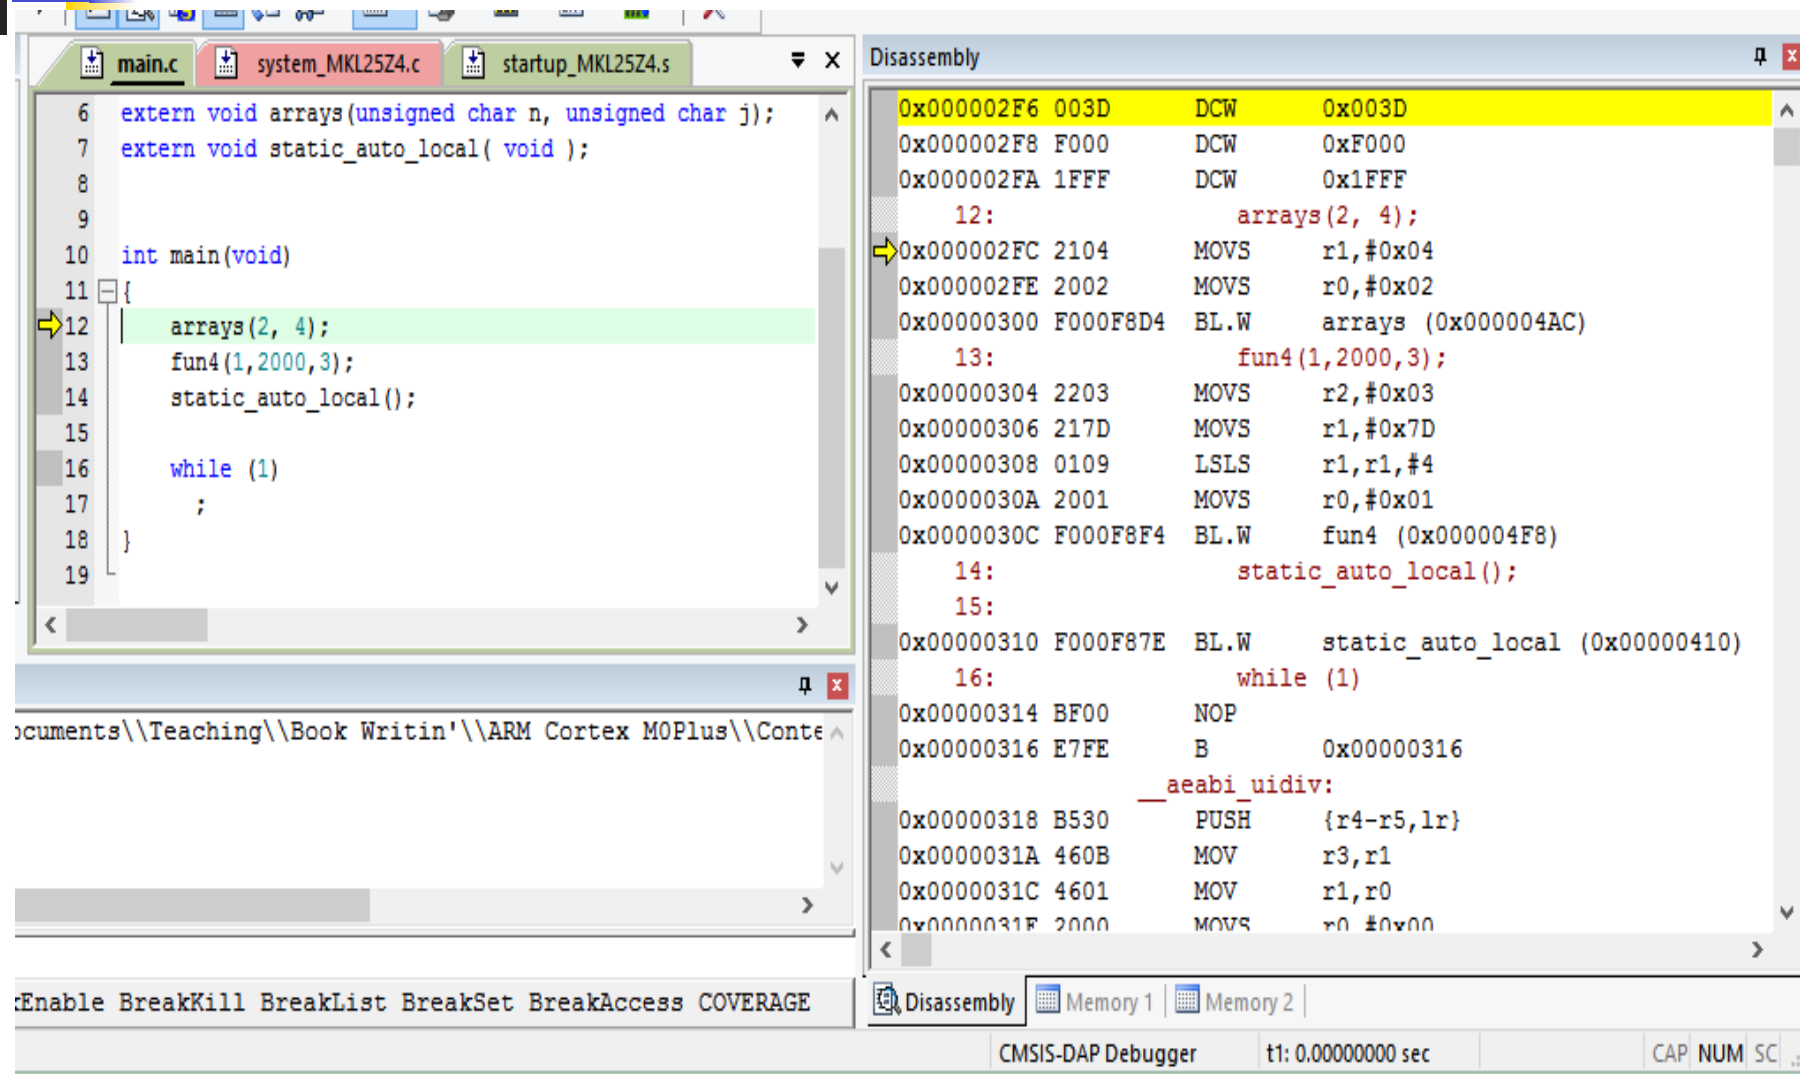 main.c system_MKL25Z4.c startup_MKL25Z4.s
6 extern void arrays(unsigned char n, unsigned char j);
7 extern void static_auto_local( void );
8
9
10 int main(void)
11 {
12 arrays(2, 4);
13 fun4(1,2000,3);
14 static_auto_local();
15
16 while (1)
17 ;
18 }
19
ocuments\\Teaching\\Book Writin'\\ARM Cortex M0Plus\\Conte
Enable BreakKill BreakList BreakSet BreakAccess COVERAGE
Disassembly
0x000002F6 003D DCW 0x003D
0x000002F8 F000 DCW 0xF000
0x000002FA 1FFF DCW 0x1FFF
12: arrays(2, 4);
0x000002FC 2104 MOVS r1,#0x04
0x000002FE 2002 MOVS r0,#0x02
0x00000300 F000F8D4 BL.W arrays (0x000004AC)
13: fun4(1,2000,3);
0x00000304 2203 MOVS r2,#0x03
0x00000306 217D MOVS r1,#0x7D
0x00000308 0109 LSLS r1,r1,#4
0x0000030A 2001 MOVS r0,#0x01
0x0000030C F000F8F4 BL.W fun4 (0x000004F8)
14: static_auto_local();
15:
0x00000310 F000F87E BL.W static_auto_local (0x00000410)
16: while (1)
0x00000314 BF00 NOP
0x00000316 E7FE B 0x00000316
__aeabi_uidiv:
0x00000318 B530 PUSH {r4-r5,lr}
0x0000031A 460B MOV r3,r1
0x0000031C 4601 MOV r1,r0
0x0000031E 2000 MOVS r0,#0x00
Disassembly Memory 1 Memory 2
CMSIS-DAP Debugger t1: 0.00000000 sec CAP NUM SC